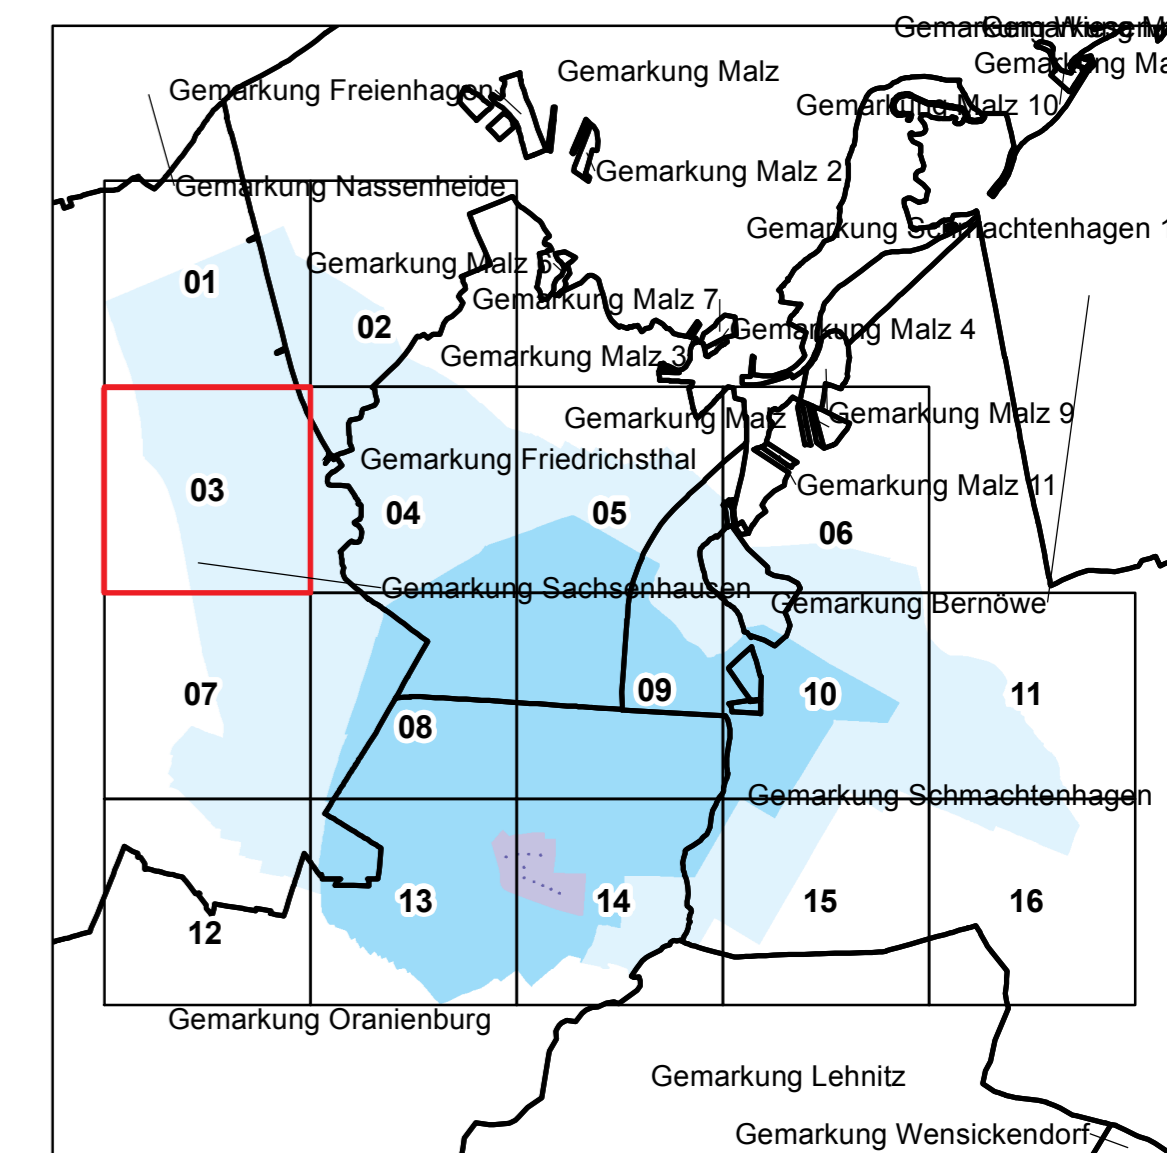 Gemarkung
Gemarkung Malz
Gemarkung Freienhagen
Gemarkung Malz 10
Gemarkung Malz 2
Gemarkung Nassenheide
Gemarkung Schmachtenhagen 1
Gemarkung Malz 6
01
Gemarkung Malz 7
02
Gemarkung Malz 4
Gemarkung Malz 3
Gemarkung Malz
Gemarkung Malz 9
Gemarkung Friedrichsthal
Gemarkung Malz 11
03
04
05
06
Gemarkung Sachsenhausen
Gemarkung Bernöwe
07
08
09
10
11
Gemarkung Schmachtenhagen
12
13
14
15
16
Gemarkung Oranienburg
Gemarkung Lehnitz
Gemarkung Wensickendorf